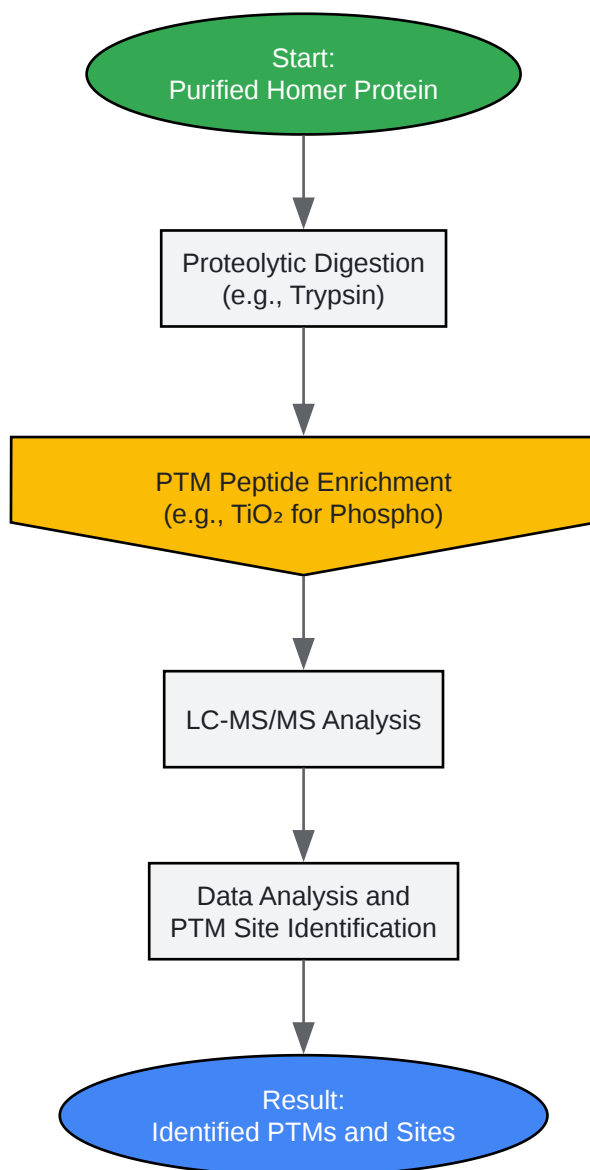 Start:
Purified Homer Protein
Proteolytic Digestion
(e.g., Trypsin)
PTM Peptide Enrichment
(e.g., TiO₂ for Phospho)
LC-MS/MS Analysis
Data Analysis and
PTM Site Identification
Result:
Identified PTMs and Sites